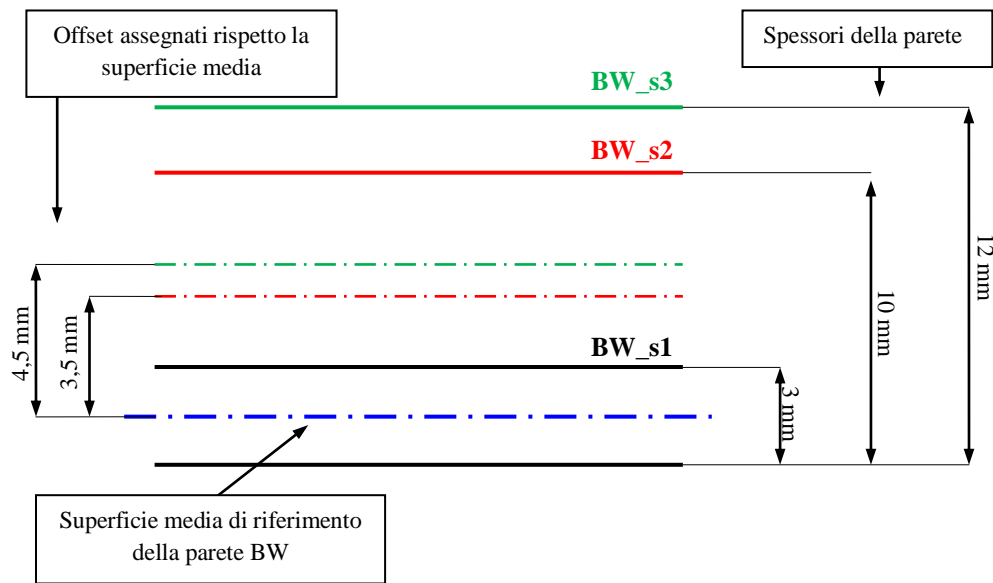 Offset assegnati rispetto la
superficie media
Spessori della parete
BW_s3
BW_s2
BW_s1
4,5 mm
3,5 mm
3 mm
10 mm
12 mm
Superficie media di riferimento
della parete BW